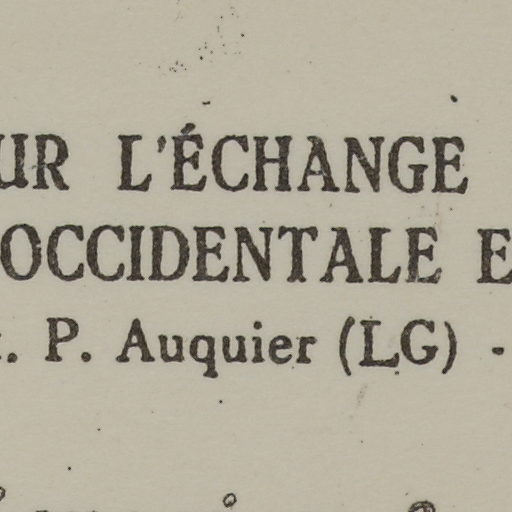 UR L'ÉCHANGE
OCCIDENTALE E
. P. Auquier (LG) -